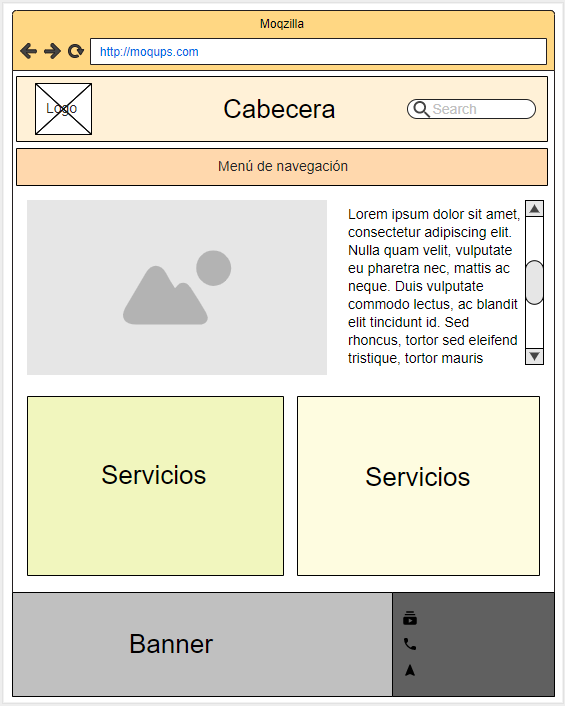 Moqzilla
http://moqups.com
Logo
Cabecera
Search
Menú de navegación
Lorem ipsum dolor sit amet,
consectetur adipiscing elit.
Nulla quam velit, vulputate
eu pharetra nec, mattis ac
neque. Duis vulputate
commodo lectus, ac blandit
elit tincidunt id. Sed
rhoncus, tortor sed eleifend
tristique, tortor mauris
Servicios
Servicios
Banner